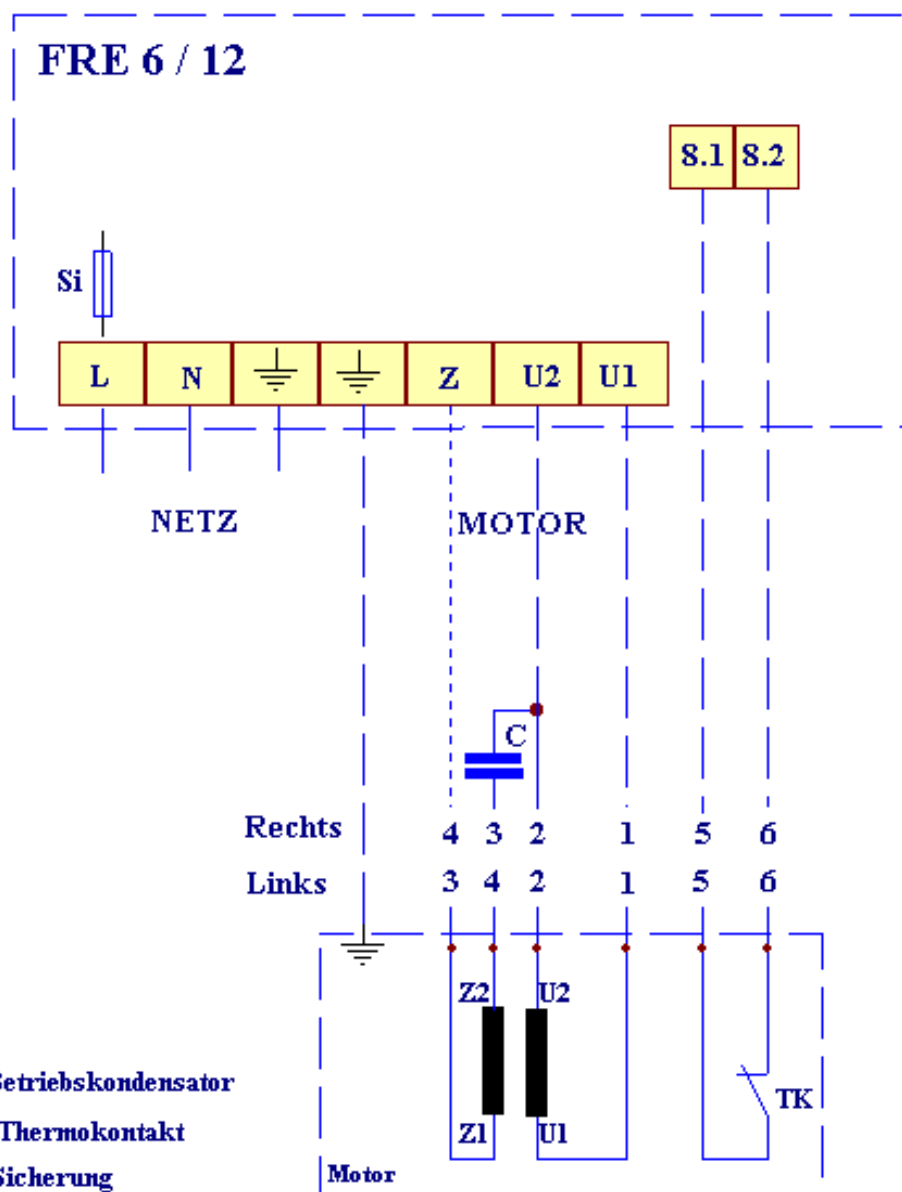 FRE 6 / 12
8.1 8.2
Si
L N Z U2 U1
NETZ MOTOR
C
Rechts 4 3 2 1 5 6
Links 3 4 2 1 5 6
Z2 U2
Betriebskondensator
TK
Thermokontakt
Z1 U1
Sicherung
Motor